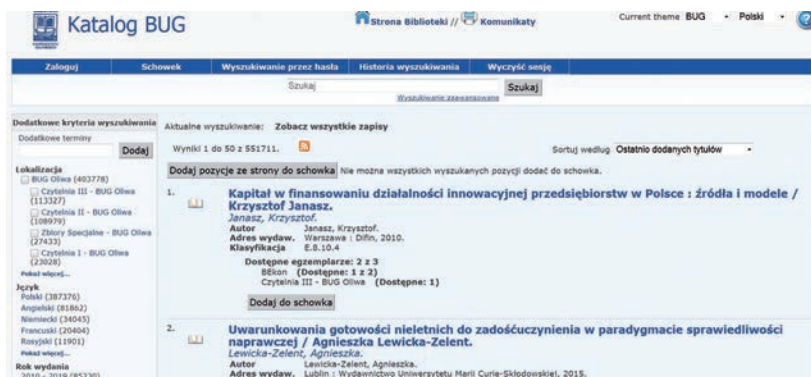 Katalog BUG
Strona Biblioteki // Komunikaty
Current theme BUG Polski
Zaloguj Schowek Wyszukiwanie przez hasła Historia wyszukiwania Wyczyść sesję
Szukaj Szukaj
Wyszukiwanie zaawansowane
Dodatkowe kryteria wyszukiwania
Dodatkowe terminy
Dodaj
Lokalizacja
BUG Oliwa (403778)
Czytelnia III - BUG Oliwa
(113327)
Czytelnia II - BUG Oliwa
(108979)
Zbiory Specjalne - BUG Oliwa
(27433)
Czytelnia I - BUG Oliwa
(23028)
Pokaż więcej...
Język
Polski (387376)
Angielski (81862)
Niemiecki (34045)
Francuski (20404)
Rosyjski (11901)
Pokaż więcej...
Rok wydania
2010 - 2019 (85330)
Aktualne wyszukiwanie: Zobacz wszystkie zapisy
Wyniki 1 do 50 z 551711.
Sortuj według Ostatnio dodanych tytułów
Dodaj pozycje ze strony do schowka Nie można wszystkich wyszukanych pozycji dodać do schowka.
1. Kapitał w finansowaniu działalności innowacyjnej przedsiębiorstw w Polsce : źródła i modele /
Krzysztof Janasz.
Janasz, Krzysztof.
Autor Janasz, Krzysztof.
Adres wydaw. Warszawa : Difin, 2010.
Klasyfikacja E.8.10.4
Dostępne egzemplarze: 2 z 3
BEkon (Dostępne: 1 z 2)
Czytelnia III - BUG Oliwa (Dostępne: 1)
Dodaj do schowka
2. Uwarunkowania gotowości nieletnich do zadośćuczynienia w paradygmacie sprawiedliwości
naprawczej / Agnieszka Lewicka-Zelent.
Lewicka-Zelent, Agnieszka.
Autor Lewicka-Zelent, Agnieszka.
Adres wydaw. Lublin : Wydawnictwo Uniwersytetu Marii Curie-Skłodowskiej, 2015.